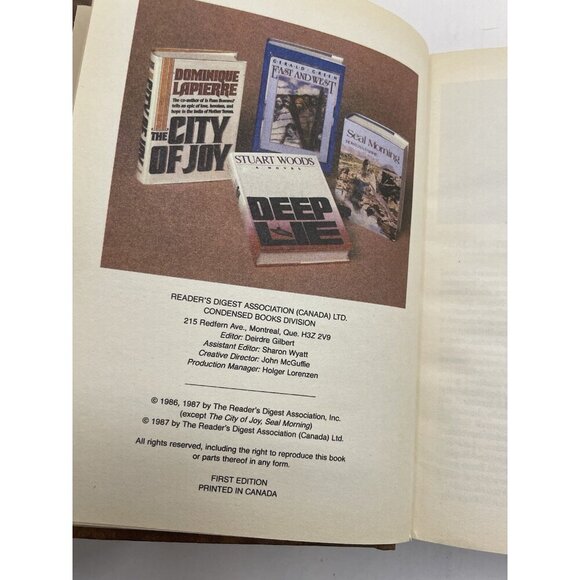 DOMINIQUE
LAPIERRE
The co-author of Is Paris Burning?
tells an epic of love, heroism, and
hope in the India of Mother Teresa.
THE
CITY
OF JOY
GERALD GREEN
EAST AND WEST
Seal Morning
STUART WOODS
A NOVEL
DEEP
LIE
READER'S DIGEST ASSOCIATION (CANADA) LTD.
CONDENSED BOOKS DIVISION
215 Redfern Ave., Montreal, Que. H3Z 2V9
Editor: Deirdre Gilbert
Assistant Editor: Sharon Wyatt
Creative Director: John McGuffie
Production Manager: Holger Lorenzen
© 1986, 1987 by The Reader's Digest Association, Inc.
(except The City of Joy, Seal Morning)
© 1987 by The Reader's Digest Association (Canada) Ltd.
All rights reserved, including the right to reproduce this book
or parts thereof in any form.
FIRST EDITION
PRINTED IN CANADA